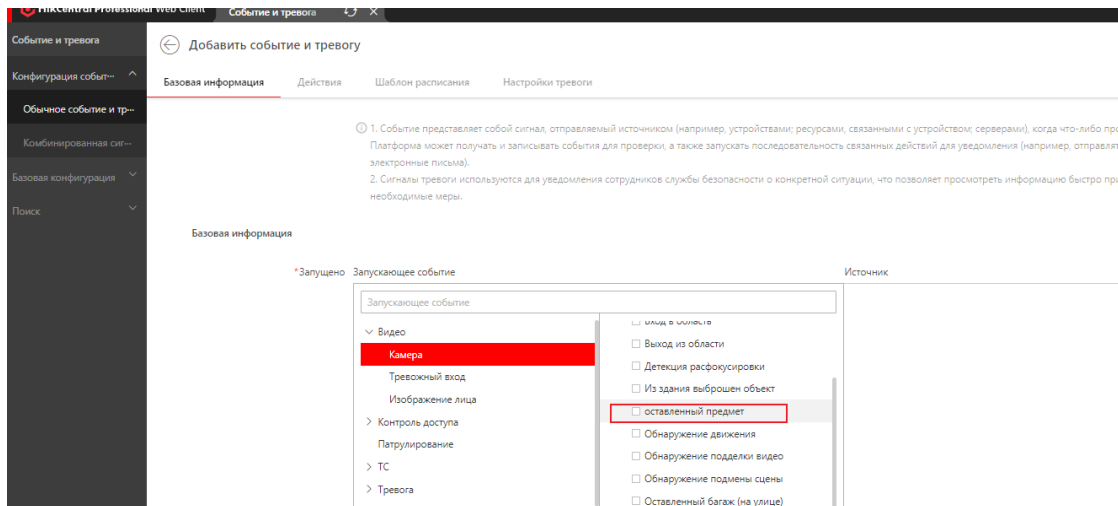 HikCentral Professional Web Client
Событие и тревога
Событие и тревога
Добавить событие и тревогу
Конфигурация событ···
Базовая информация
Действия
Шаблон расписания
Настройки тревоги
Обычное событие и тр···
Комбинированная сиг···
Базовая конфигурация
Поиск
1. Событие представляет собой сигнал, отправляемый источником (например, устройствами; ресурсами, связанными с устройством; серверами), когда что-либо про
Платформа может получать и записывать события для проверки, а также запускать последовательность связанных действий для уведомления (например, отправлят
электронные письма).
2. Сигналы тревоги используются для уведомления сотрудников службы безопасности о конкретной ситуации, что позволяет просмотреть информацию быстро при
необходимые меры.
Базовая информация
*Запущено
Запускающее событие
Источник
Запускающее событие
Видео
Камера
Тревожный вход
Изображение лица
Контроль доступа
Патрулирование
ТС
Тревога
Вход в область
Выход из области
Детекция расфокусировки
Из здания выброшен объект
оставленный предмет
Обнаружение движения
Обнаружение подделки видео
Обнаружение подмены сцены
Оставленный багаж (на улице)